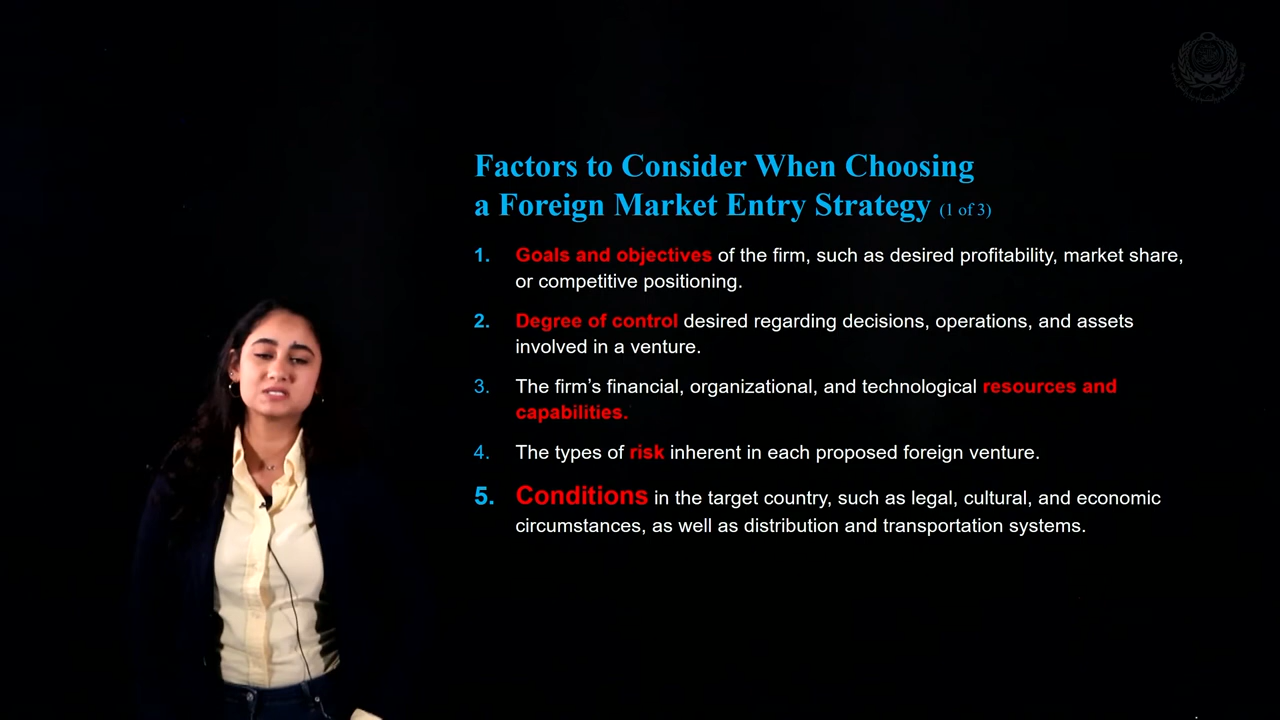 Factors to Consider When Choosing
a Foreign Market Entry Strategy (1 of 3)
1. Goals and objectives of the firm, such as desired profitability, market share,
or competitive positioning.
2. Degree of control desired regarding decisions, operations, and assets
involved in a venture.
3. The firm's financial, organizational, and technological resources and
capabilities.
4. The types of risk inherent in each proposed foreign venture.
5. Conditions in the target country, such as legal, cultural, and economic
circumstances, as well as distribution and transportation systems.